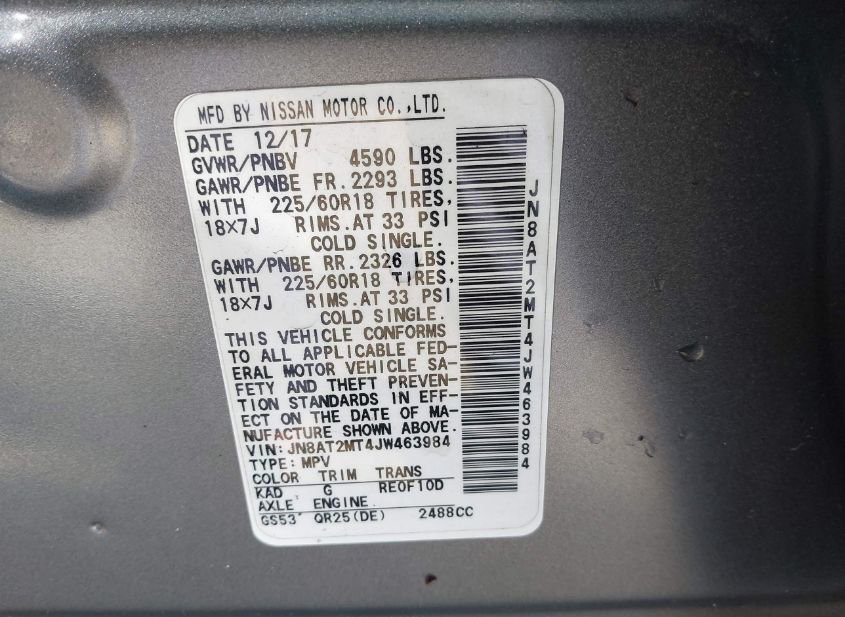 MFD BY NISSAN MOTOR CO.,LTD.
DATE 12/17
GVWR/PNBV 4590 LBS.
GAWR/PNBE FR.2293 LBS.
WITH 225/60R18 TIRES,
18X7J RIMS.AT 33 PSI
COLD SINGLE.
GAWR/PNBE RR.2326 LBS.
WITH 225/60R18 TIRES,
18X7J RIMS.AT 33 PSI
COLD SINGLE.
THIS VEHICLE CONFORMS
TO ALL APPLICABLE FED-
ERAL MOTOR VEHICLE SA-
FETY AND THEFT PREVEN-
TION STANDARDS IN EFF-
ECT ON THE DATE OF MA-
NUFACTURE SHOWN ABOVE.
VIN:JN8AT2MT4JW463984
TYPE:MPV
COLOR TRIM TRANS
KAD G RE0F10D
AXLE ENGINE
GS53 QR25(DE) 2488CC
JN8AT2MT4JW463984